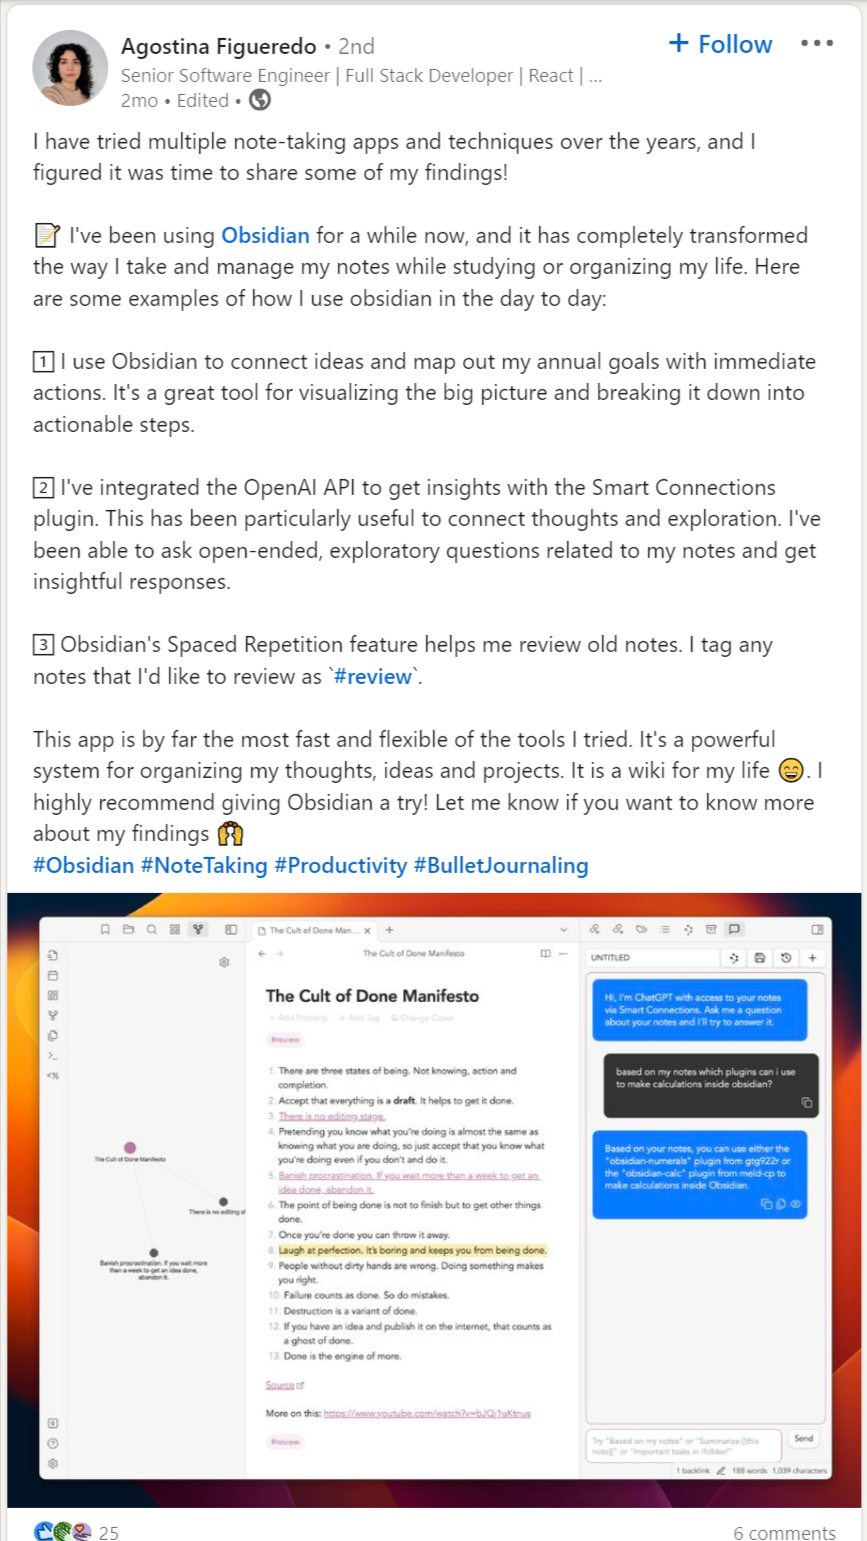 Agostina Figueredo • 2nd
+ Follow
Senior Software Engineer | Full Stack Developer | React | ...
2mo • Edited •
I have tried multiple note-taking apps and techniques over the years, and I
figured it was time to share some of my findings!
📝 I've been using Obsidian for a while now, and it has completely transformed
the way I take and manage my notes while studying or organizing my life. Here
are some examples of how I use obsidian in the day to day:
1 I use Obsidian to connect ideas and map out my annual goals with immediate
actions. It's a great tool for visualizing the big picture and breaking it down into
actionable steps.
2 I've integrated the OpenAI API to get insights with the Smart Connections
plugin. This has been particularly useful to connect thoughts and exploration. I've
been able to ask open-ended, exploratory questions related to my notes and get
insightful responses.
3 Obsidian's Spaced Repetition feature helps me review old notes. I tag any
notes that I'd like to review as `#review`.
This app is by far the most fast and flexible of the tools I tried. It's a powerful
system for organizing my thoughts, ideas and projects. It is a wiki for my life 😄. I
highly recommend giving Obsidian a try! Let me know if you want to know more
about my findings 🙌
#Obsidian #NoteTaking #Productivity #BulletJournaling
The Cult of Done Man...
The Cult of Done Manifesto
The Cult of Done Manifesto
+ Add Property # Add Tag Change Cover
#review
1. There are three states of being. Not knowing, action and
completion.
2. Accept that everything is a draft. It helps to get it done.
3. There is no editing stage.
4. Pretending you know what you're doing is almost the same as
knowing what you are doing, so just accept that you know what
you're doing even if you don't and do it.
5. Banish procrastination. If you wait more than a week to get an
idea done, abandon it.
6. The point of being done is not to finish but to get other things
done.
7. Once you're done you can throw it away.
8. Laugh at perfection. It's boring and keeps you from being done.
9. People without dirty hands are wrong. Doing something makes
you right.
10. Failure counts as done. So do mistakes.
11. Destruction is a variant of done.
12. If you have an idea and publish it on the internet, that counts as
a ghost of done.
13. Done is the engine of more.
Source
More on this: https://www.youtube.com/watch?v=bJQj1uKtnus
#review
The Cult of Done Manifesto
There is no editing st
Banish procrastination. If you wait more
than a week to get an idea done,
abandon it.
UNTITLED
Hi, I'm ChatGPT with access to your notes
via Smart Connections. Ask me a question
about your notes and I'll try to answer it.
based on my notes which plugins can i use
to make calculations inside obsidian?
Based on your notes, you can use either the
"obsidian-numerals" plugin from gtg922r or
the "obsidian-calc" plugin from meld-cp to
make calculations inside Obsidian.
Try "Based on my notes" or "Summarize [[this
note]]" or "Important tasks in /folder/"
Send
1 backlink 188 words 1,039 characters
25
6 comments